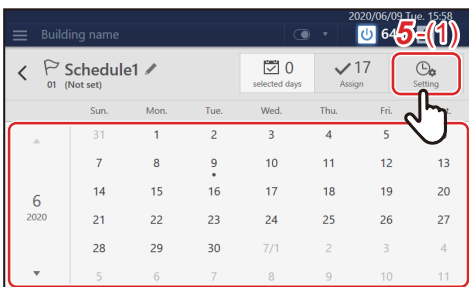 2020/06/09 Tue. 15:58
Building name 64
5-(1)
Schedule1
01 (Not set)
0
selected days
17
Assign
Setting
Sun. Mon. Tue. Wed. Thu. Fri.
31 1 2 3 4 5
7 8 9 10 11 12 13
14 15 16 17 18 19 20
21 22 23 24 25 26 27
28 29 30 7/1 2 3 4
5 6 7 8 9 10 11
6
2020